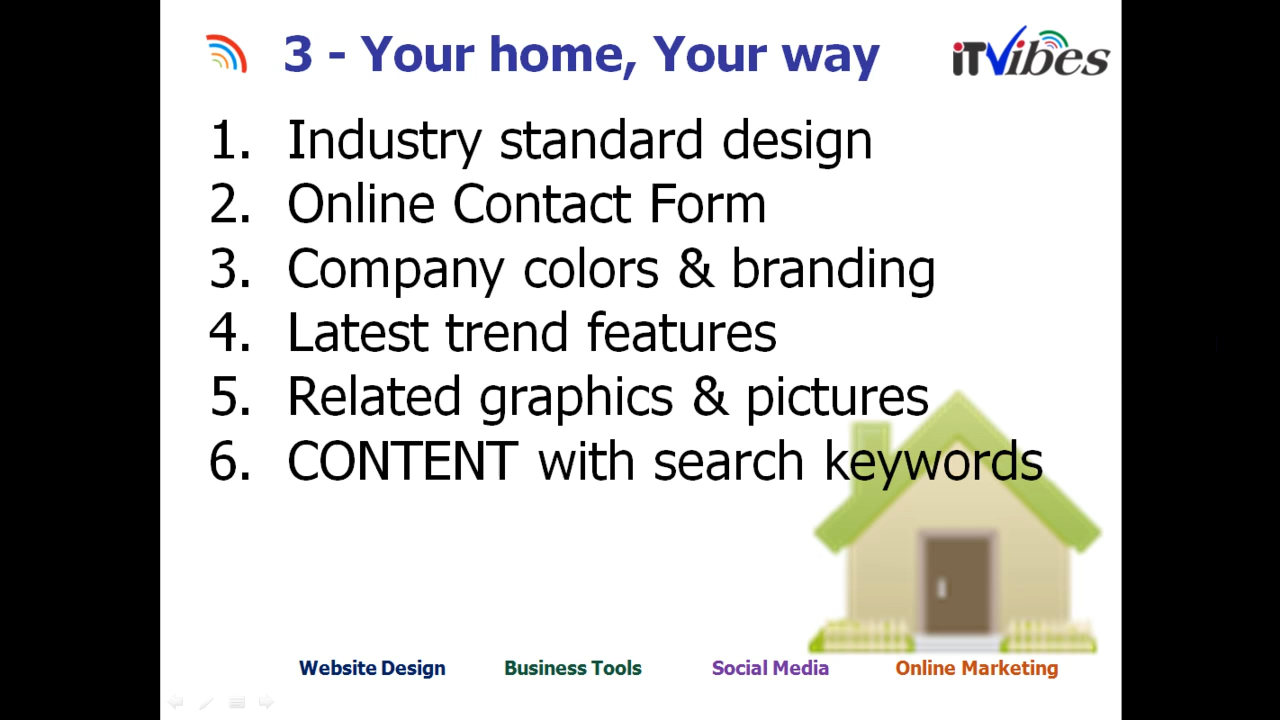 3 - Your home, Your way
iTVibes
1. Industry standard design
2. Online Contact Form
3. Company colors & branding
4. Latest trend features
5. Related graphics & pictures
6. CONTENT with search keywords
Website Design Business Tools Social Media Online Marketing